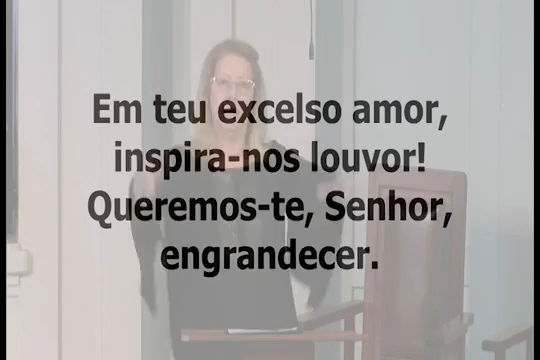 Em teu excelso amor,
inspira-nos louvor!
Queremos-te, Senhor,
engrandecer.